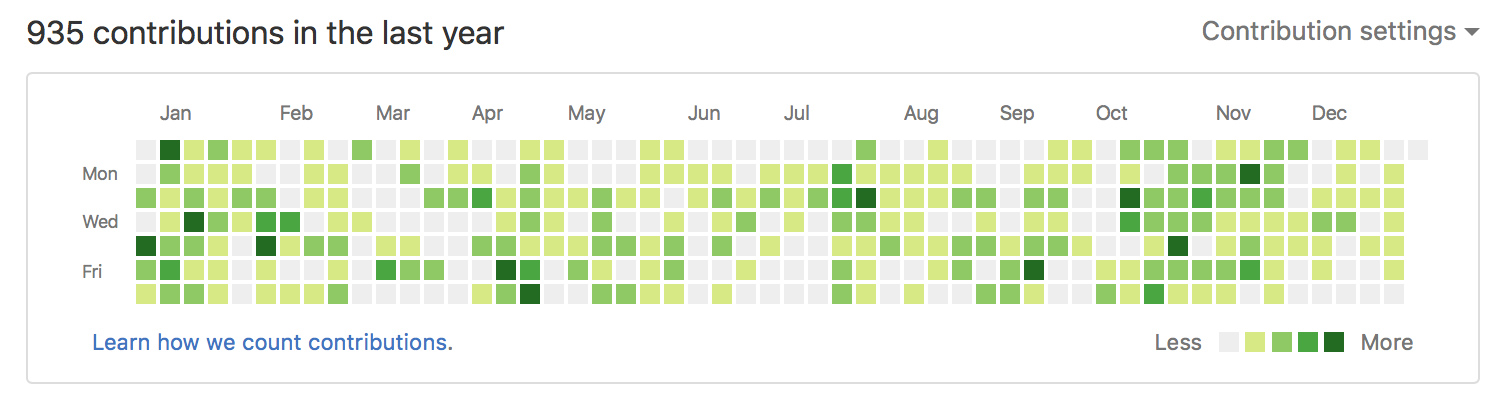 935 contributions in the last year
Contribution settings
Jan Feb Mar Apr May Jun Jul Aug Sep Oct Nov Dec
Mon
Wed
Fri
Learn how we count contributions.
Less More